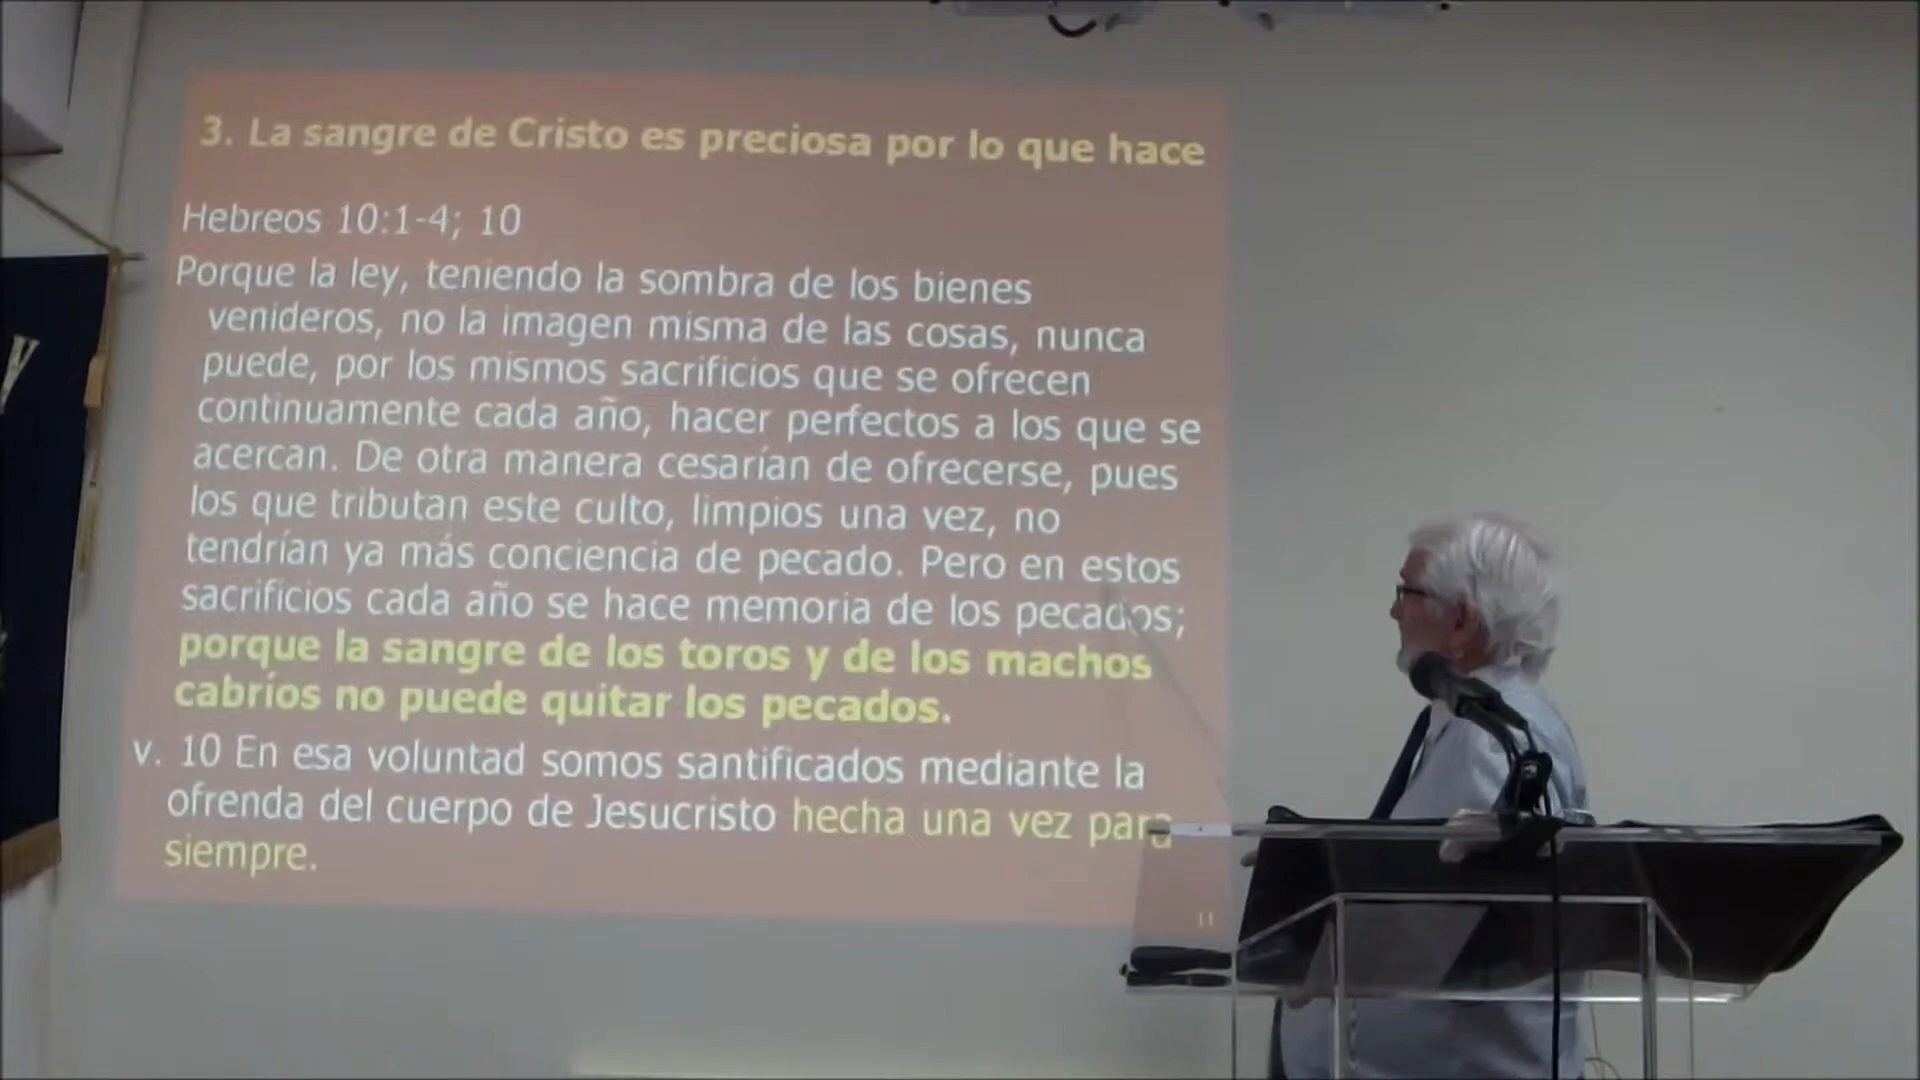 3. La sangre de Cristo es preciosa por lo que hace
Hebreos 10:1-4; 10
Porque la ley, teniendo la sombra de los bienes
venideros, no la imagen misma de las cosas, nunca
puede, por los mismos sacrificios que se ofrecen
continuamente cada año, hacer perfectos a los que se
acercan. De otra manera cesarían de ofrecerse, pues
los que tributan este culto, limpios una vez, no
tendrían ya más conciencia de pecado. Pero en estos
sacrificios cada año se hace memoria de los pecados;
porque la sangre de los toros y de los machos
cabríos no puede quitar los pecados.
v. 10 En esa voluntad somos santificados mediante la
ofrenda del cuerpo de Jesucristo hecha una vez para
siempre.
11